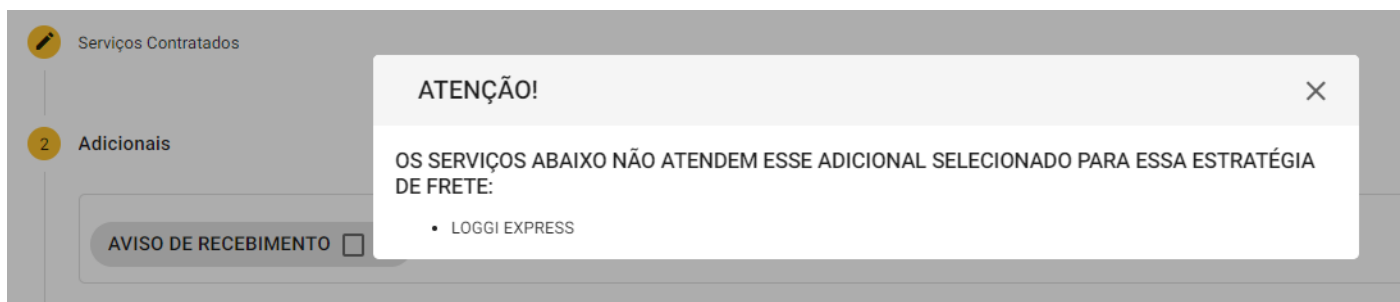 Serviços Contratados
ATENÇÃO!
2 Adicionais
OS SERVIÇOS ABAIXO NÃO ATENDEM ESSE ADICIONAL SELECIONADO PARA ESSA ESTRATÉGIA
DE FRETE:
• LOGGI EXPRESS
AVISO DE RECEBIMENTO